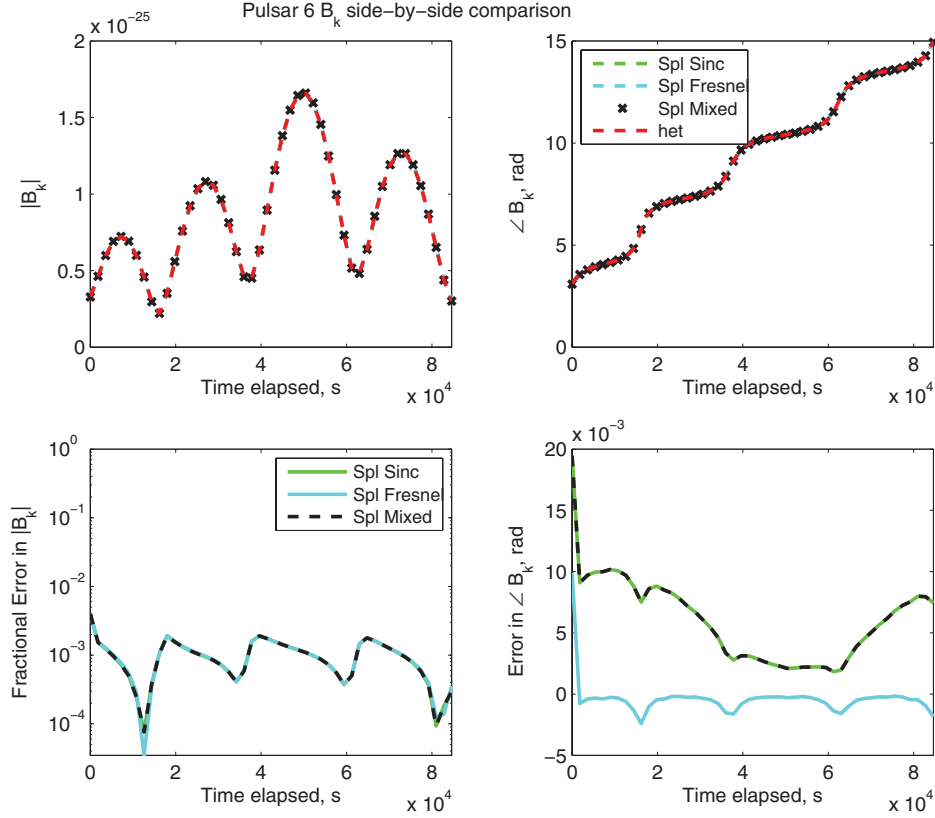 Pulsar 6 B_k side−by−side comparison
x 10^−25
2
1.5
1
0.5
0
|B_k|
0 2 4 6 8
Time elapsed, s
x 10^4
15
10
5
0
∠ B_k, rad
Spl Sinc
Spl Fresnel
Spl Mixed
het
0 2 4 6 8
Time elapsed, s
x 10^4
10^0
10^−1
10^−2
10^−3
10^−4
Fractional Error in |B_k|
Spl Sinc
Spl Fresnel
Spl Mixed
0 2 4 6 8
Time elapsed, s
x 10^4
x 10^−3
20
15
10
5
0
−5
Error in ∠ B_k, rad
0 2 4 6 8
Time elapsed, s
x 10^4